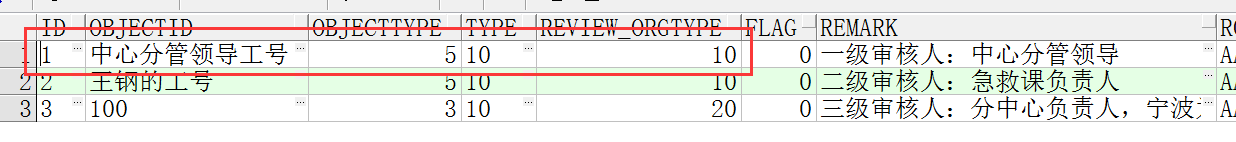 ID OBJECTID OBJECTTYPE TYPE REVIEW_ORGTYPE FLAG REMARK
1 1 中心分管领导工号 5 10 10 0 一级审核人：中心分管领导
2 2 王钢的工号 5 10 10 0 二级审核人：急救课负责人
3 3 100 3 10 20 0 三级审核人：分中心负责人，宁波